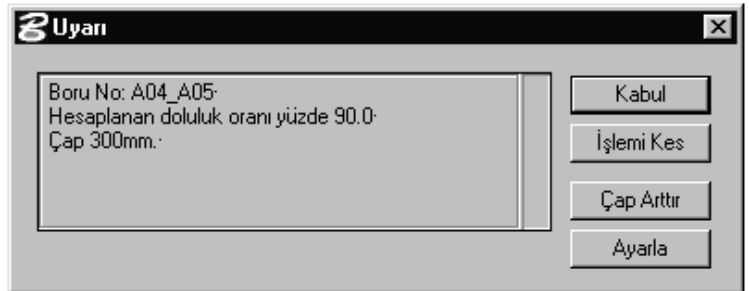 Uyarı
Boru No: A04_A05
Hesaplanan doluluk oranı yüzde 90.0
Çap 300mm.
Kabul
İşlemi Kes
Çap Arttır
Ayarla